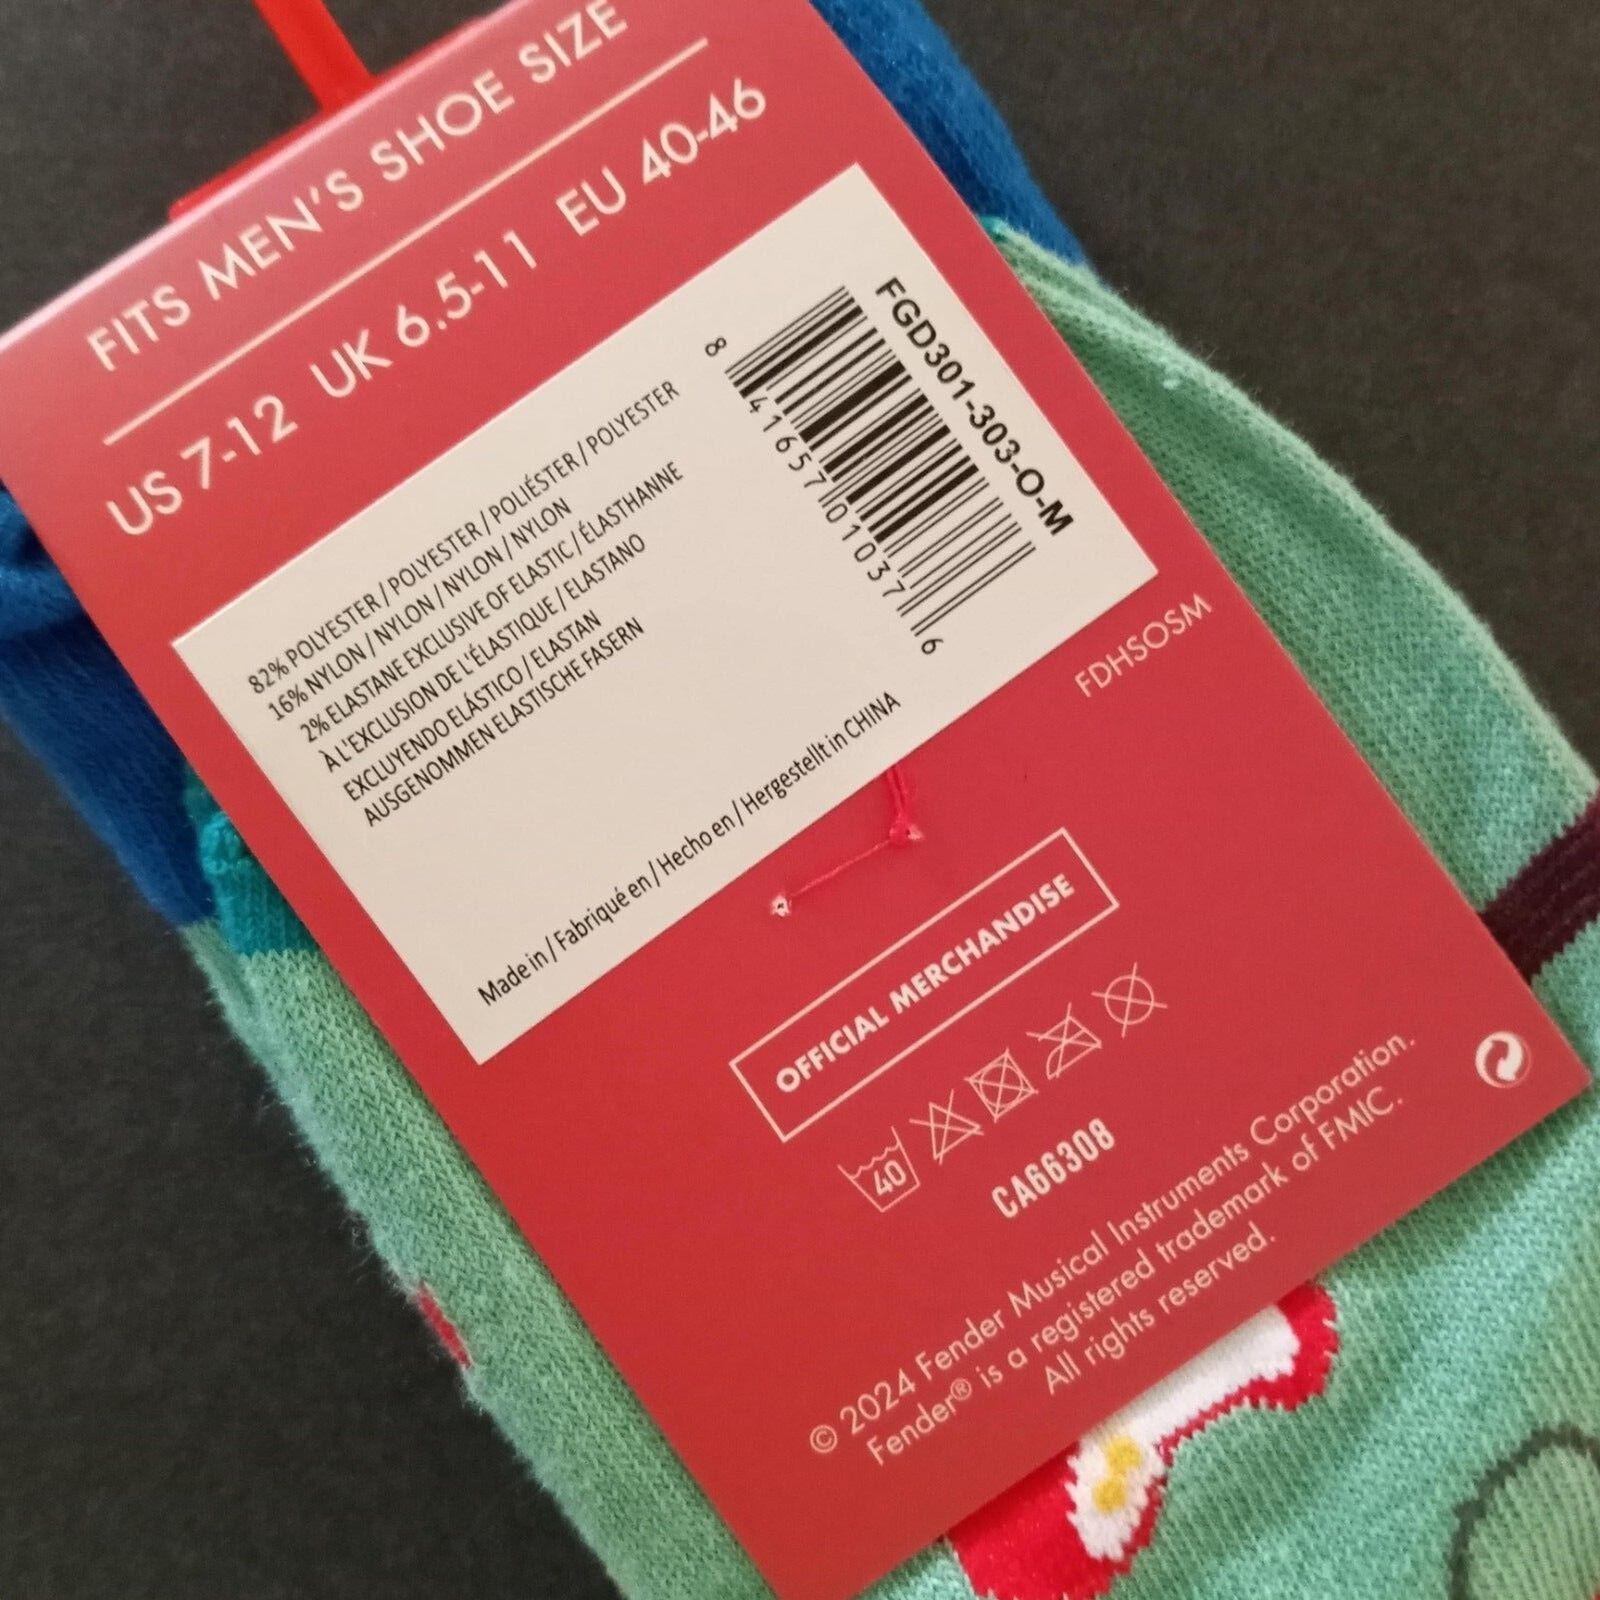 FITS MEN'S SHOE SIZE
US 7-12 UK 6.5-11 EU 40-46
82% POLYESTER / POLYESTER / POLIÉSTER / POLYESTER
16% NYLON / NYLON / NYLON / NYLON
2% ELASTANE EXCLUSIVE OF ELASTIC / ÉLASTHANNE
À L'EXCLUSION DE L'ÉLASTIQUE / ELASTANO
EXCLUYENDO ELÁSTICO / ELASTAN
AUSGENOMMEN ELASTISCHE FASERN
Made in / Fabriqué en / Hecho en / Hergestellt in CHINA
FGD301-303-O-M
8 41657 01037 6
FDHSOSM
OFFICIAL MERCHANDISE
40
CA66308
© 2024 Fender Musical Instruments Corporation.
Fender® is a registered trademark of FMIC.
All rights reserved.